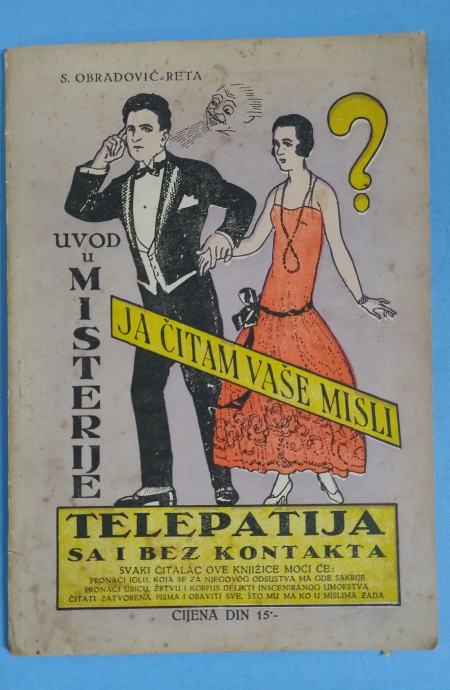 S. OBRADOVIĆ-RETA
?
UVOD
u
MISTERIJE
JA ČITAM VAŠE MISLI
TELEPATIJA
SA I BEZ KONTAKTA
SVAKI ČITALAC OVE KNJIŽICE MOĆI ĆE:
PRONAĆI IGLU, KOJA SE ZA NJEGOVOG ODSUSTVA MA GDE SAKRIJE
PRONAĆI UBICU, ŽRTVU I KORPUS DELIKTI INSCENIRANOG UMORSTVA
ČITATI ZATVORENA PISMA I OBAVITI SVE, ŠTO MU MA KO U MISLIMA ZADA
CIJENA DIN 15·-